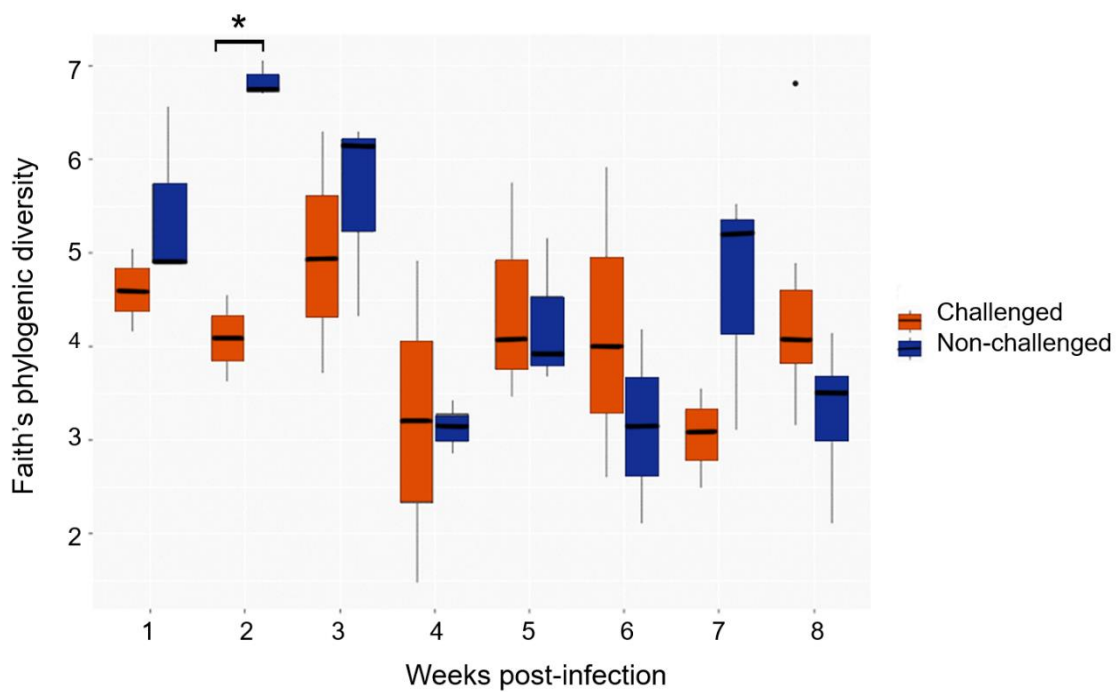 *
7
6
5
4
3
2
Faith's phylogenic diversity
1 2 3 4 5 6 7 8
Weeks post-infection
Challenged
Non-challenged